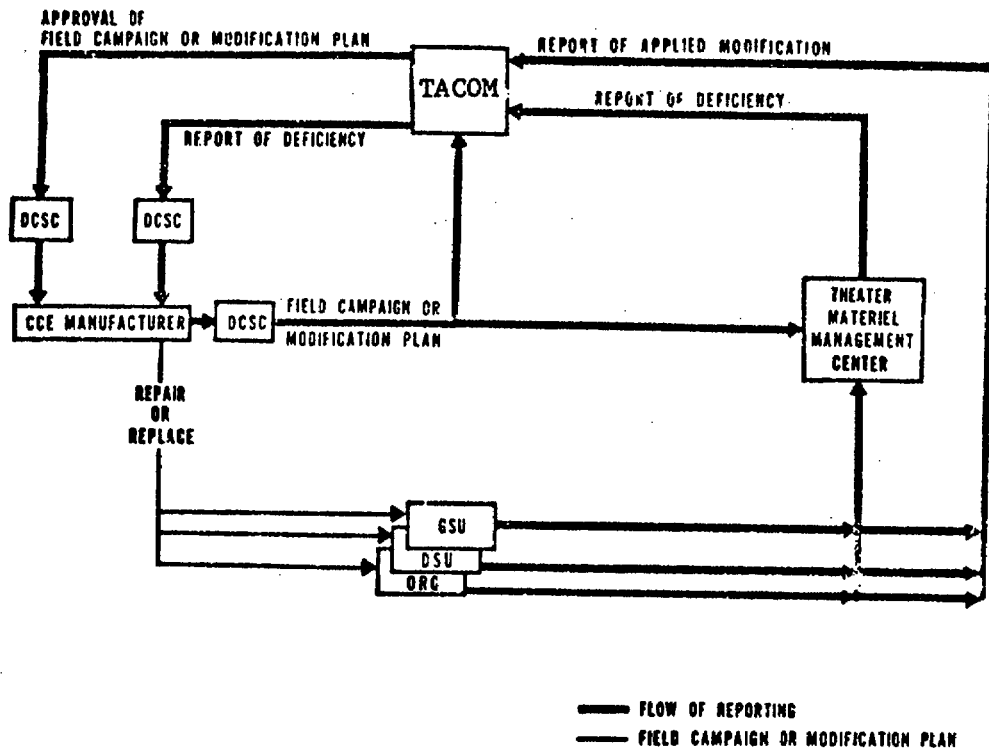 APPROVAL OF
FIELD CAMPAIGN OR MODIFICATION PLAN
REPORT OF APPLIED MODIFICATION
TACOM
REPORT OF DEFICIENCY
REPORT OF DEFICIENCY
DCSC
DCSC
CCE MANUFACTURER
DCSC
FIELD CAMPAIGN OR
MODIFICATION PLAN
THEATER
MATERIEL
MANAGEMENT
CENTER
REPAIR
OR
REPLACE
GSU
DSU
ORG
FLOW OF REPORTING
FIELD CAMPAIGN OR MODIFICATION PLAN